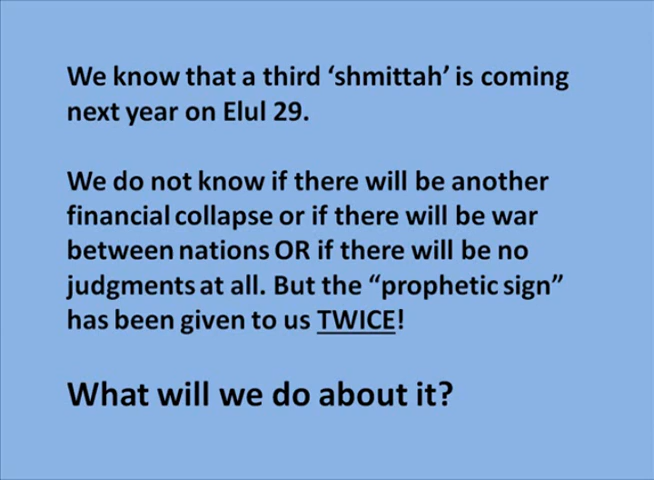 We know that a third ‘shmittah’ is coming
next year on Elul 29.
We do not know if there will be another
financial collapse or if there will be war
between nations OR if there will be no
judgments at all. But the “prophetic sign”
has been given to us TWICE!
What will we do about it?